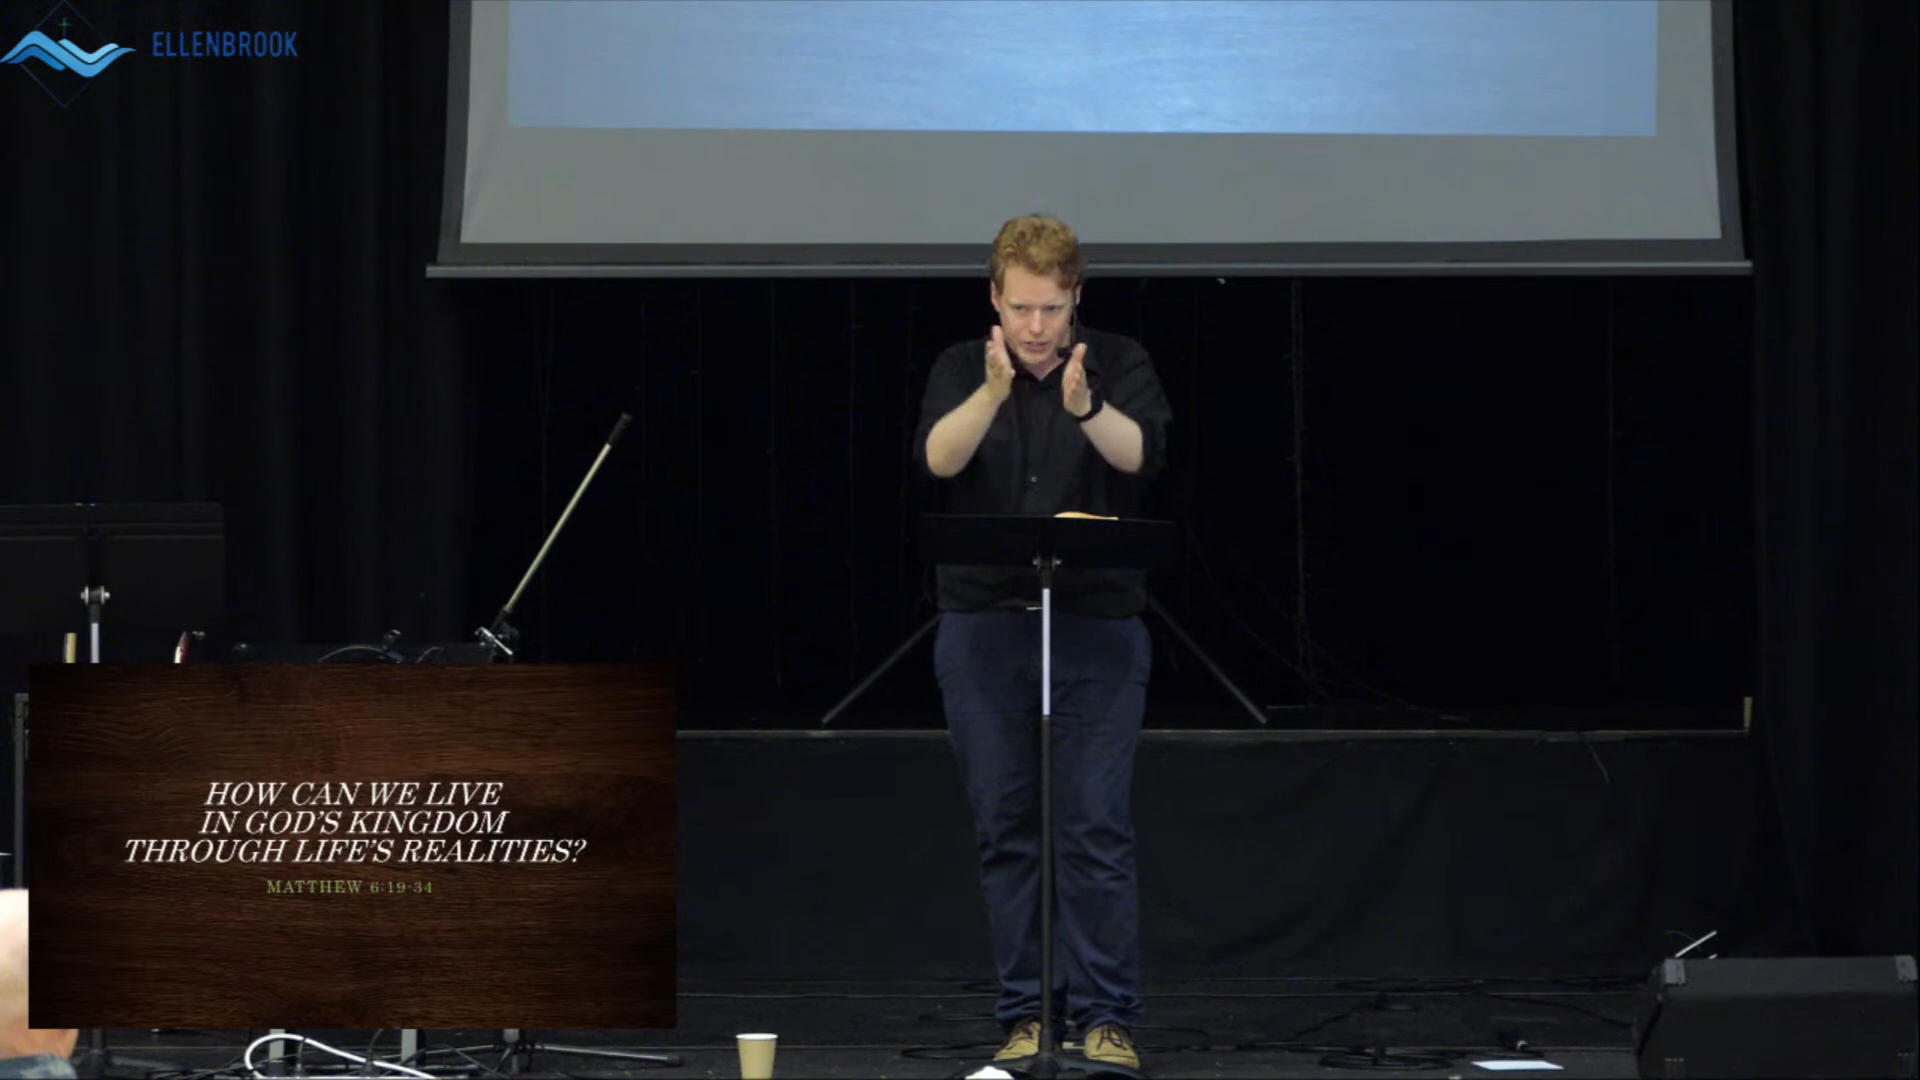 ELLENBROOK
HOW CAN WE LIVE
IN GOD'S KINGDOM
THROUGH LIFE'S REALITIES?
MATTHEW 6:19-34